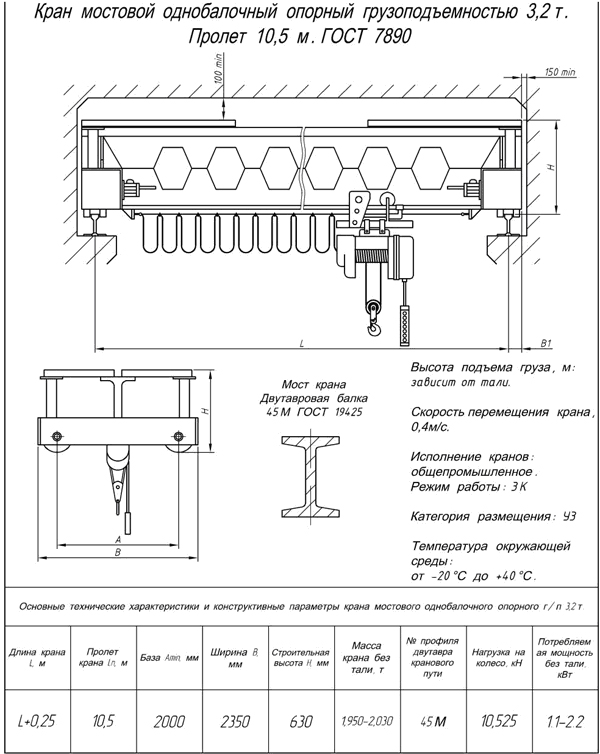 Кран мостовой однобалочный опорный грузоподъемностью 3,2 т.
Пролет 10,5 м. ГОСТ 7890
100 min
150 min
H
L
B1
H
A
B
Мост крана
Двутавровая балка
45 М ГОСТ 19425
Высота подъема груза, м:
зависит от тали.
Скорость перемещения крана,
0,4м/с.
Исполнение кранов:
общепромышленное.
Режим работы: 3К
Категория размещения: У3
Температура окружающей
среды:
от -20°С до +40°С.
Основные технические характеристики и конструктивные параметры крана мостового однобалочного опорного г/п 3,2 т.
Длина крана
L, м
Пролет
крана Lп, м
База Amin, мм
Ширина B,
мм
Строительная
высота H, мм
Масса
крана без
тали, т
№ профиля
двутавра
кранового
пути
Нагрузка на
колесо, кН
Потребляем
ая мощность
без тали,
кВт
L+0,25
10,5
2000
2350
630
1,950-2,030
45 М
10,525
1.1-2.2